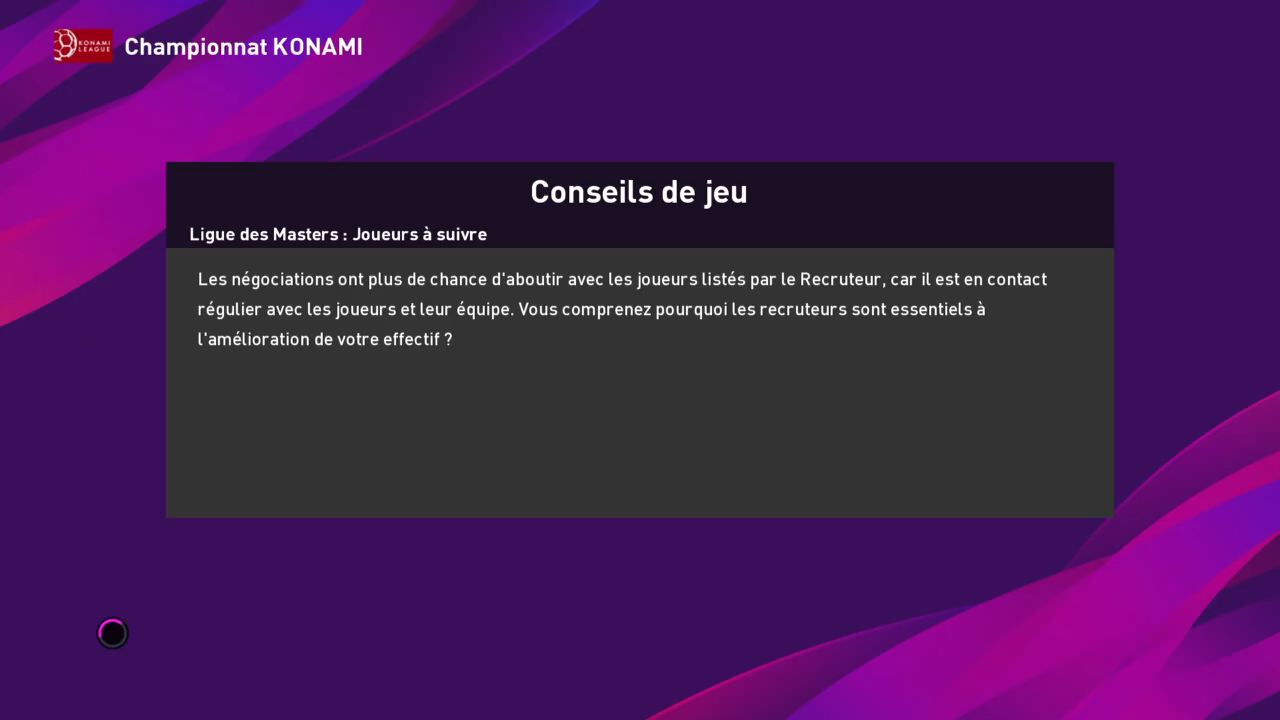 KONAMI
LEAGUE
Championnat KONAMI
Conseils de jeu
Ligue des Masters : Joueurs à suivre
Les négociations ont plus de chance d'aboutir avec les joueurs listés par le Recruteur, car il est en contact
régulier avec les joueurs et leur équipe. Vous comprenez pourquoi les recruteurs sont essentiels à
l'amélioration de votre effectif ?